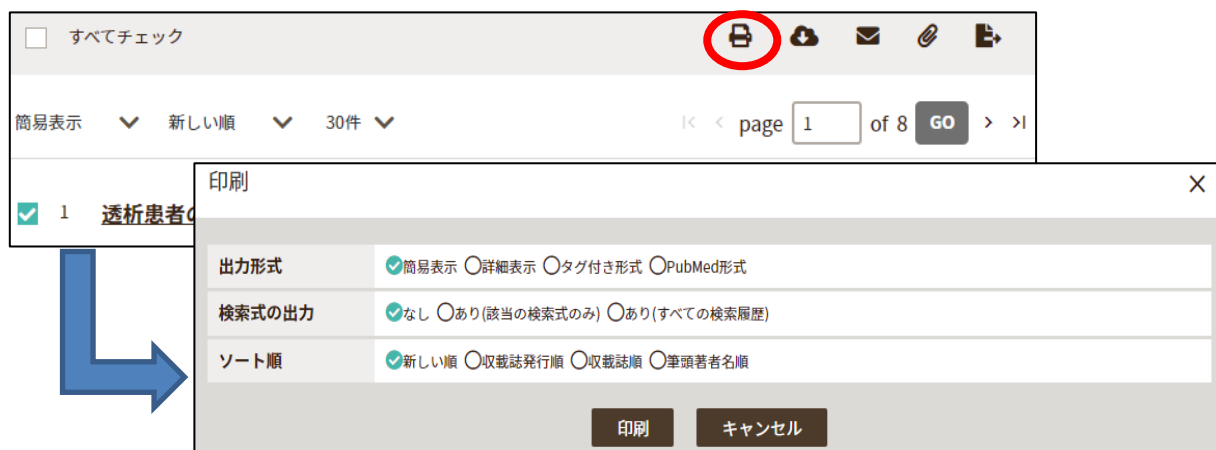 すべてチェック
簡易表示 新しい順 30件 page 1 of 8 GO
1 透析患者の
印刷
出力形式 簡易表示 詳細表示 タグ付き形式 PubMed形式
検索式の出力 なし あり(該当の検索式のみ) あり(すべての検索履歴)
ソート順 新しい順 収載誌発行順 収載誌順 筆頭著者名順
印刷 キャンセル